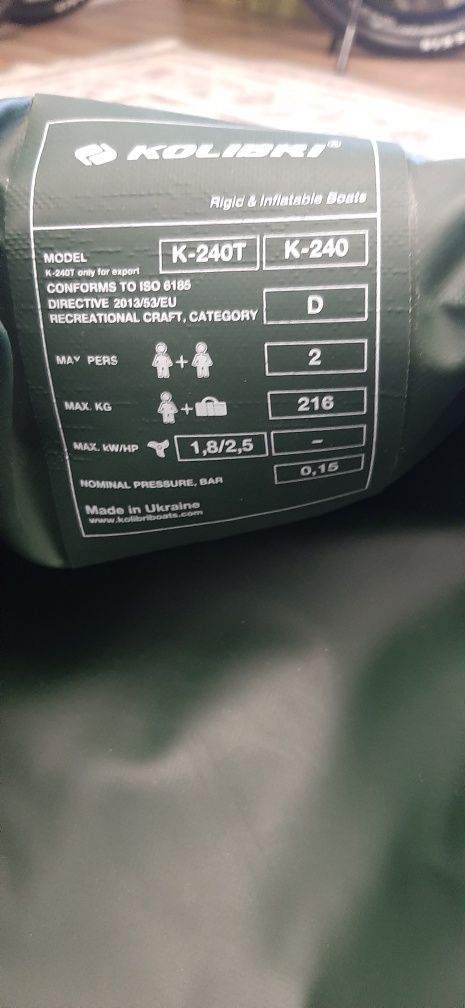 KOLIBRI®
Rigid & Inflatable Boats
MODEL K-240T K-240
K-240T only for export
CONFORMS TO ISO 6185
DIRECTIVE 2013/53/EU
RECREATIONAL CRAFT, CATEGORY D
MAX PERS + 2
MAX. KG + 216
MAX. kW/HP 1,8/2,5 –
NOMINAL PRESSURE, BAR 0,15
Made in Ukraine
www.kolibriboats.com